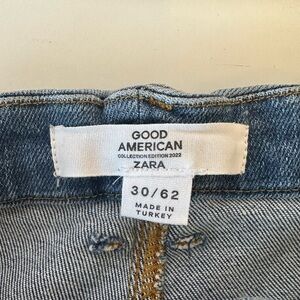 GOOD
AMERICAN
COLLECTION EDITION 2022
ZARA
30/62
MADE IN
TURKEY